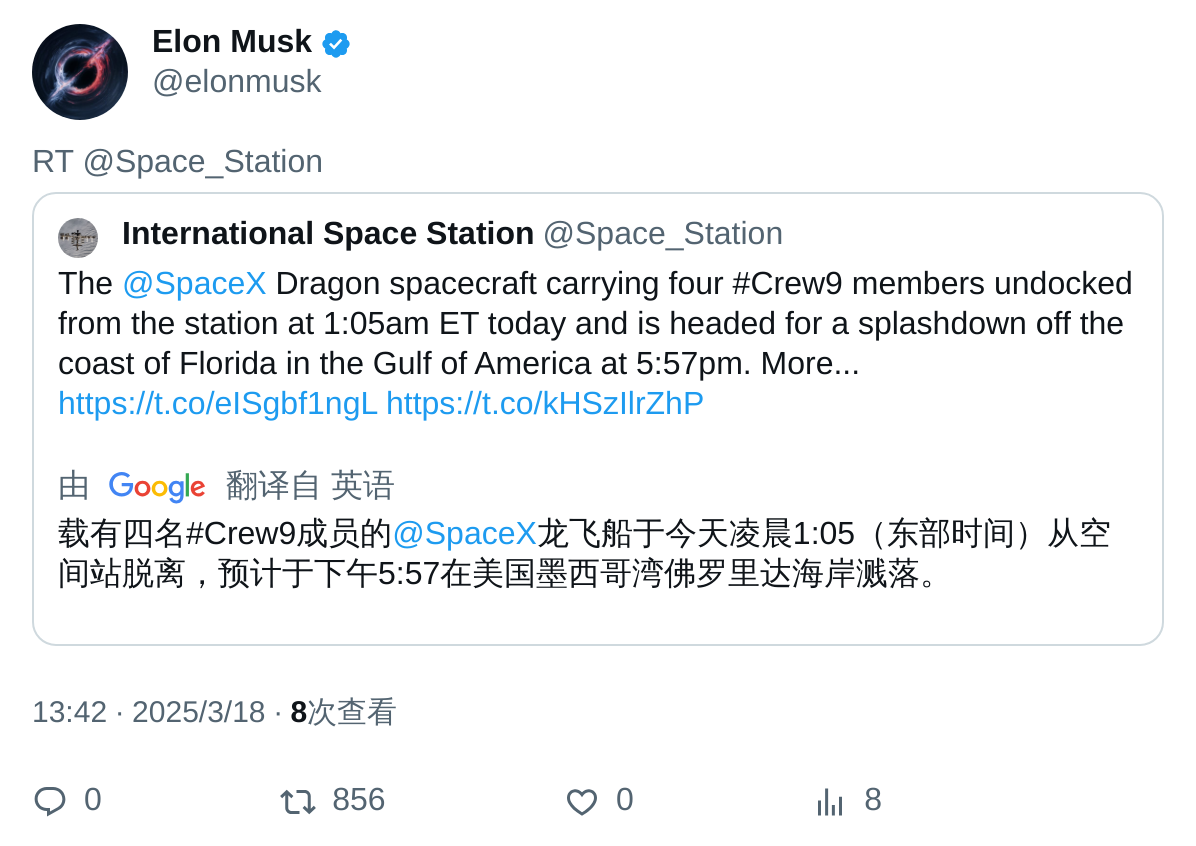 Elon Musk
@elonmusk
RT @Space_Station
International Space Station @Space_Station
The @SpaceX Dragon spacecraft carrying four #Crew9 members undocked
from the station at 1:05am ET today and is headed for a splashdown off the
coast of Florida in the Gulf of America at 5:57pm. More...
https://t.co/eISgbf1ngL https://t.co/kHSzIlrZhP
由 Google 翻译自 英语
载有四名#Crew9成员的@SpaceX龙飞船于今天凌晨1:05（东部时间）从空
间站脱离，预计于下午5:57在美国墨西哥湾佛罗里达海岸溅落。
13:42 · 2025/3/18 · 8次查看
0 856 0 8